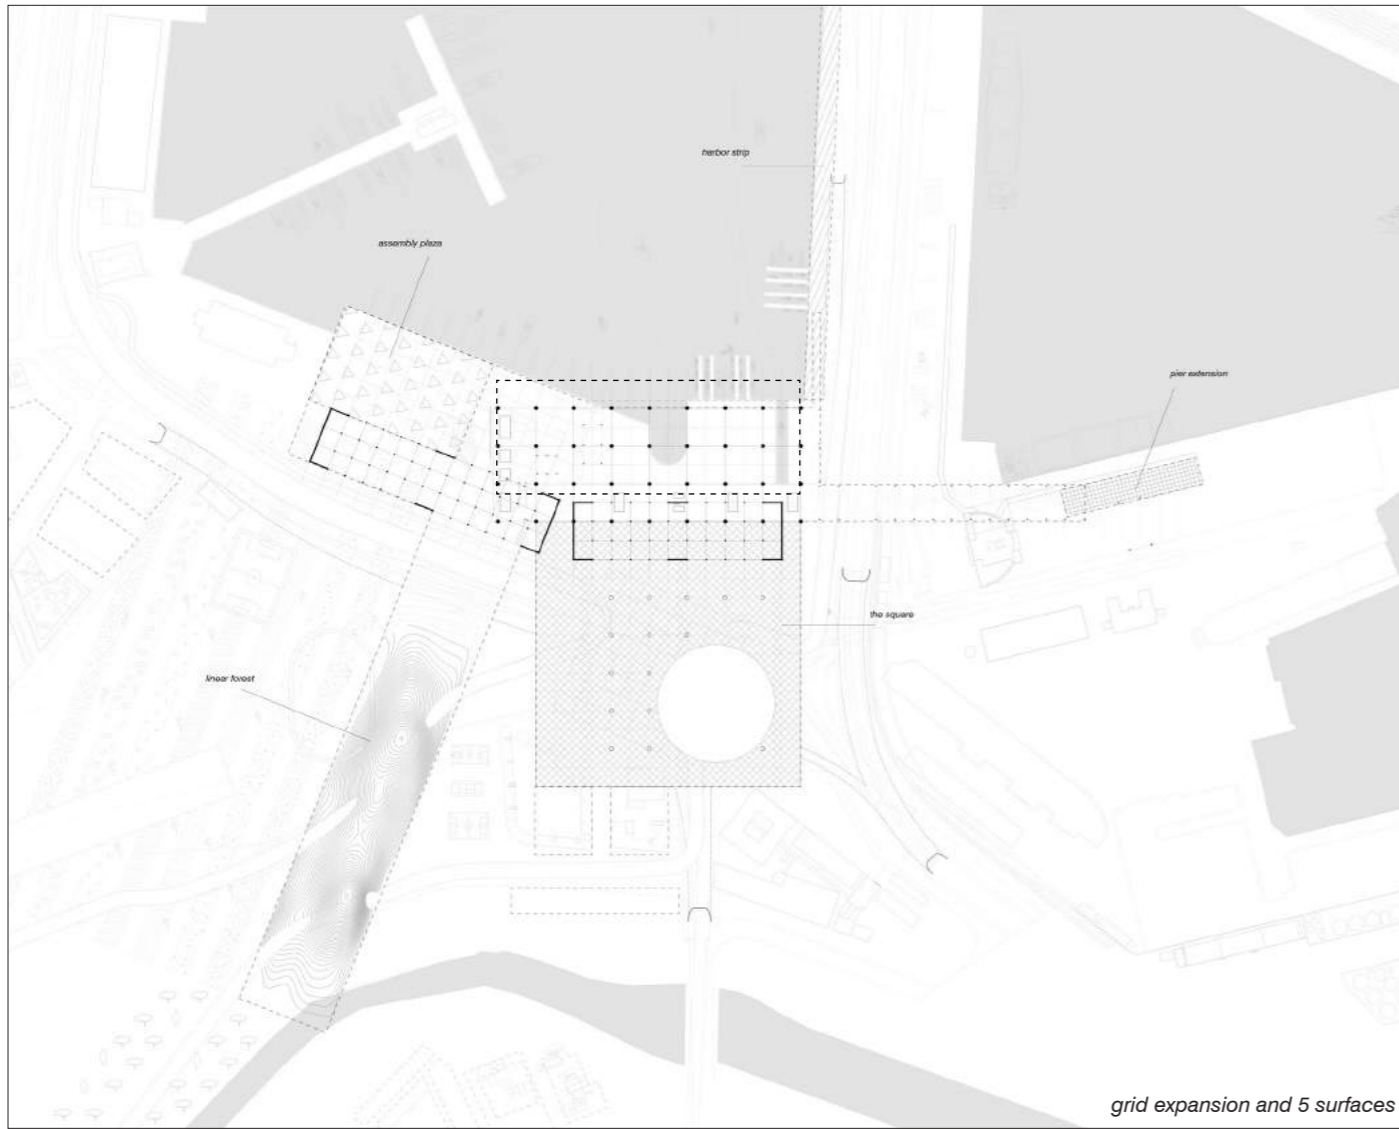 harbor strip
assembly plaza
pier extension
the square
linear forest
grid expansion and 5 surfaces